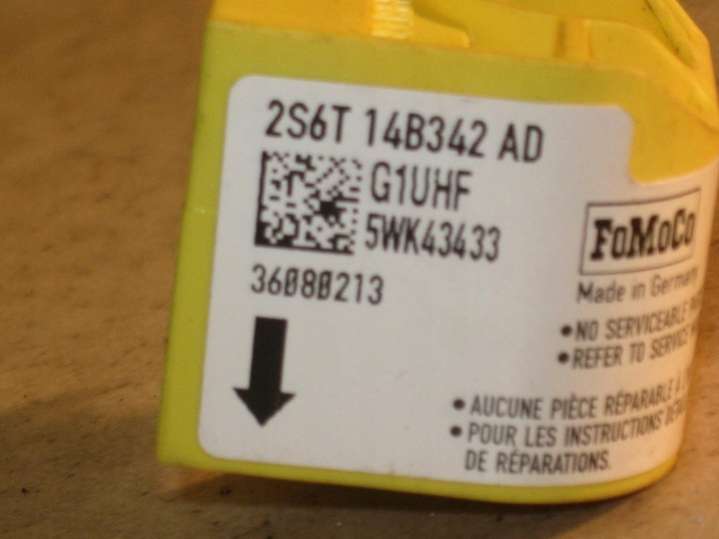 2S6T 14B342 AD
G1UHF
5WK43433
36080213
FoMoCo
Made in Germany
•NO SERVICEABLE
•REFER TO SERVICE
•AUCUNE PIÈCE RÉPARABLE À
•POUR LES INSTRUCTIONS
DE RÉPARATIONS.